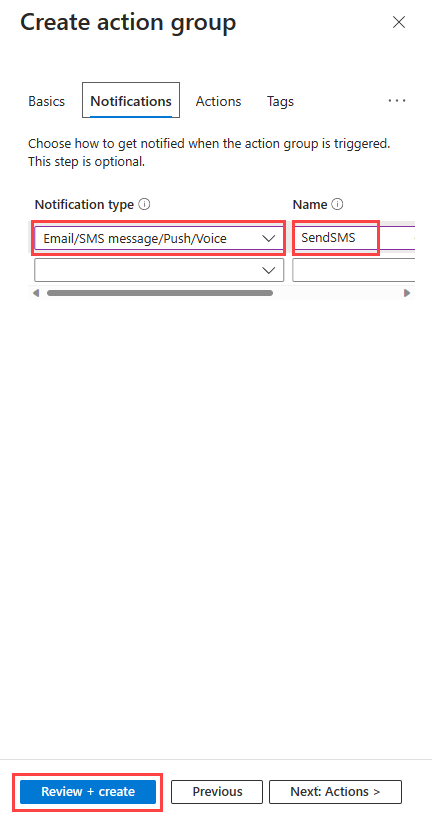 Create action group
Basics
Notifications
Actions
Tags
Choose how to get notified when the action group is triggered.
This step is optional.
Notification type
Name
Email/SMS message/Push/Voice
SendSMS
Review + create
Previous
Next: Actions >